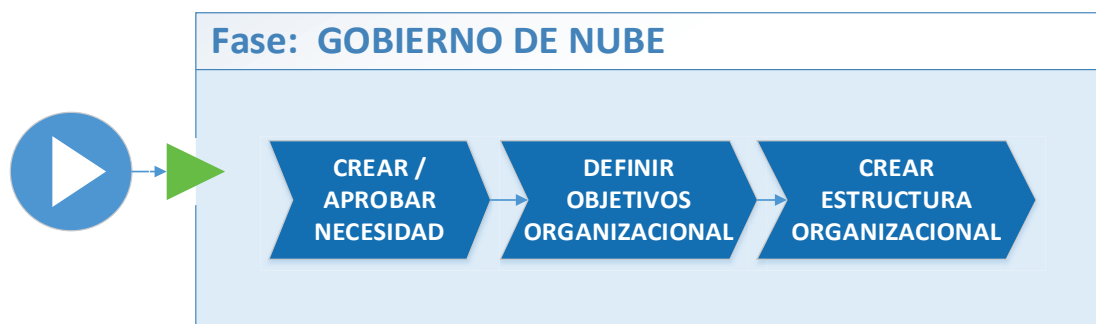 Fase: GOBIERNO DE NUBE
CREAR /
APROBAR
NECESIDAD
DEFINIR
OBJETIVOS
ORGANIZACIONAL
CREAR
ESTRUCTURA
ORGANIZACIONAL